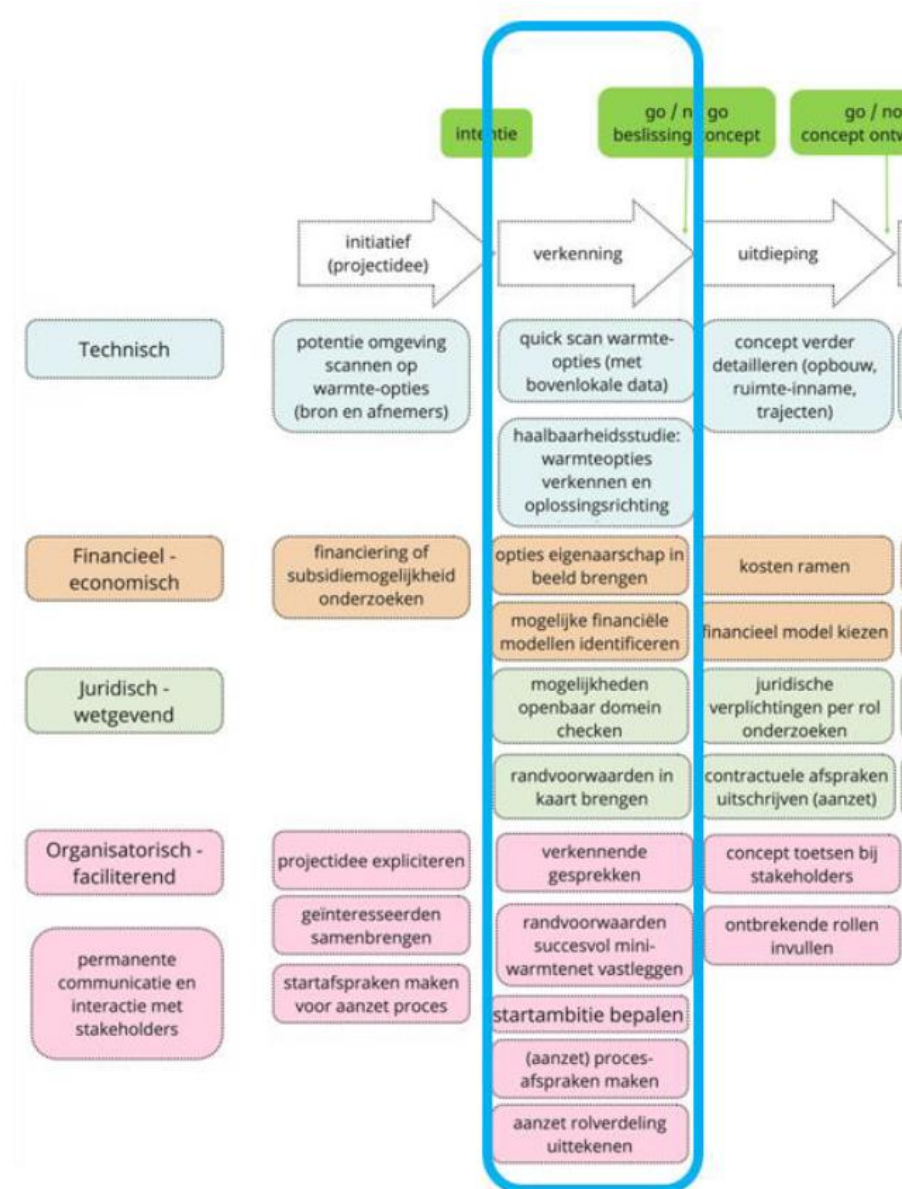 intentie
go / no go
beslissing concept
go / no
concept ontw
initiatief
(projectidee)
verkenning
uitdieping
Technisch
potentie omgeving
scannen op
warmte-opties
(bron en afnemers)
quick scan warmte-
opties (met
bovenlokale data)
concept verder
detailleren (opbouw,
ruimte-inname,
trajecten)
haalbaarheidsstudie:
warmteopties
verkennen en
oplossingsrichting
Financieel -
economisch
financiering of
subsidiemogelijkheid
onderzoeken
opties eigenaarschap in
beeld brengen
kosten ramen
mogelijke financiële
modellen identificeren
financieel model kiezen
Juridisch -
wetgevend
mogelijkheden
openbaar domein
checken
juridische
verplichtingen per rol
onderzoeken
randvoorwaarden in
kaart brengen
contractuele afspraken
uitschrijven (aanzet)
Organisatorisch -
faciliterend
projectidee expliciteren
verkennende
gesprekken
concept toetsen bij
stakeholders
permanente
communicatie en
interactie met
stakeholders
geïnteresseerden
samenbrengen
randvoorwaarden
succesvol mini-
warmtenet vastleggen
ontbrekende rollen
invullen
startafspraken maken
voor aanzet proces
startambitie bepalen
(aanzet) proces-
afspraken maken
aanzet rolverdeling
uittekenen